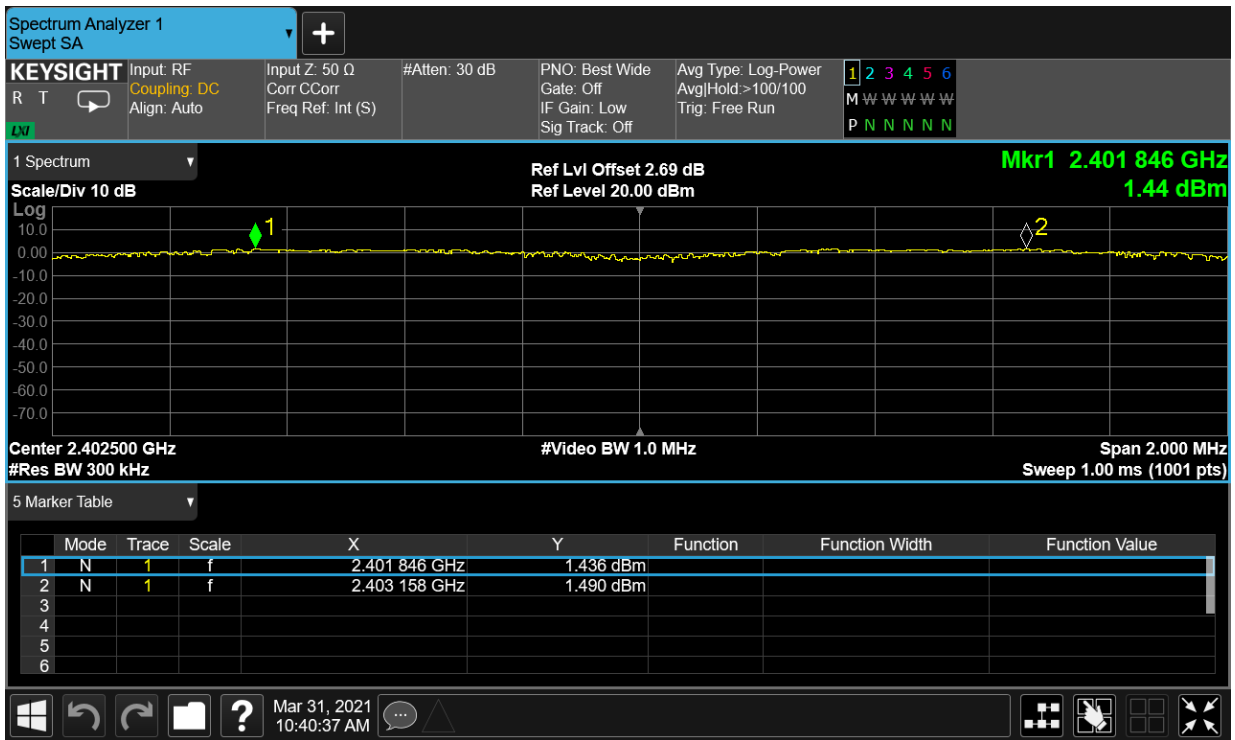 Spectrum Analyzer 1
Swept SA
+
KEYSIGHT Input: RF Input Z: 50 Ω #Atten: 30 dB PNO: Best Wide Avg Type: Log-Power 1 2 3 4 5 6
R T Coupling: DC Corr CCorr Gate: Off Avg|Hold:>100/100 M W W W W W
Align: Auto Freq Ref: Int (S) IF Gain: Low Trig: Free Run
LXI Sig Track: Off P N N N N N
1 Spectrum Ref Lvl Offset 2.69 dB Mkr1 2.401 846 GHz
Scale/Div 10 dB Ref Level 20.00 dBm 1.44 dBm
Log
1 2
10.0
0.00
-10.0
-20.0
-30.0
-40.0
-50.0
-60.0
-70.0
Center 2.402500 GHz #Video BW 1.0 MHz Span 2.000 MHz
#Res BW 300 kHz Sweep 1.00 ms (1001 pts)
5 Marker Table
Mode Trace Scale X Y Function Function Width Function Value
1 N 1 f 2.401 846 GHz 1.436 dBm
2 N 1 f 2.403 158 GHz 1.490 dBm
3
4
5
6
? Mar 31, 2021
10:40:37 AM